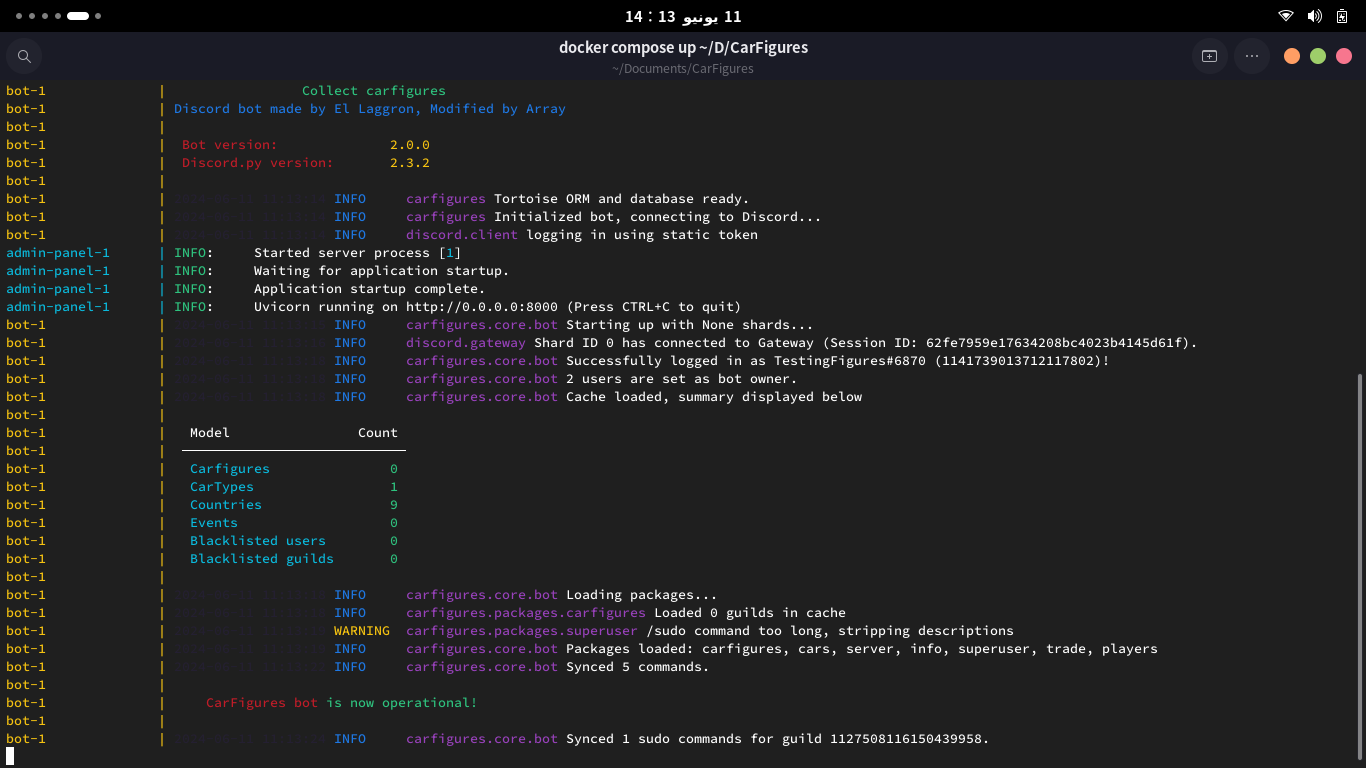 11 يونيو 13 : 14
docker compose up ~/D/CarFigures
~/Documents/CarFigures
bot-1 | Collect carfigures
bot-1 | Discord bot made by El Laggron, Modified by Array
bot-1 |
bot-1 | Bot version: 2.0.0
bot-1 | Discord.py version: 2.3.2
bot-1 |
bot-1 | INFO carfigures Tortoise ORM and database ready.
bot-1 | INFO carfigures Initialized bot, connecting to Discord...
bot-1 | INFO discord.client logging in using static token
admin-panel-1 | INFO: Started server process [1]
admin-panel-1 | INFO: Waiting for application startup.
admin-panel-1 | INFO: Application startup complete.
admin-panel-1 | INFO: Uvicorn running on http://0.0.0.0:8000 (Press CTRL+C to quit)
bot-1 | INFO carfigures.core.bot Starting up with None shards...
bot-1 | INFO discord.gateway Shard ID 0 has connected to Gateway (Session ID: 62fe7959e17634208bc4023b4145d61f).
bot-1 | INFO carfigures.core.bot Successfully logged in as TestingFigures#6870 (1141739013712117802)!
bot-1 | INFO carfigures.core.bot 2 users are set as bot owner.
bot-1 | INFO carfigures.core.bot Cache loaded, summary displayed below
bot-1 |
bot-1 | Model Count
bot-1 |
bot-1 | Carfigures 0
bot-1 | CarTypes 1
bot-1 | Countries 9
bot-1 | Events 0
bot-1 | Blacklisted users 0
bot-1 | Blacklisted guilds 0
bot-1 |
bot-1 | INFO carfigures.core.bot Loading packages...
bot-1 | INFO carfigures.packages.carfigures Loaded 0 guilds in cache
bot-1 | WARNING carfigures.packages.superuser /sudo command too long, stripping descriptions
bot-1 | INFO carfigures.core.bot Packages loaded: carfigures, cars, server, info, superuser, trade, players
bot-1 | INFO carfigures.core.bot Synced 5 commands.
bot-1 |
bot-1 | CarFigures bot is now operational!
bot-1 |
bot-1 | INFO carfigures.core.bot Synced 1 sudo commands for guild 1127508116150439958.